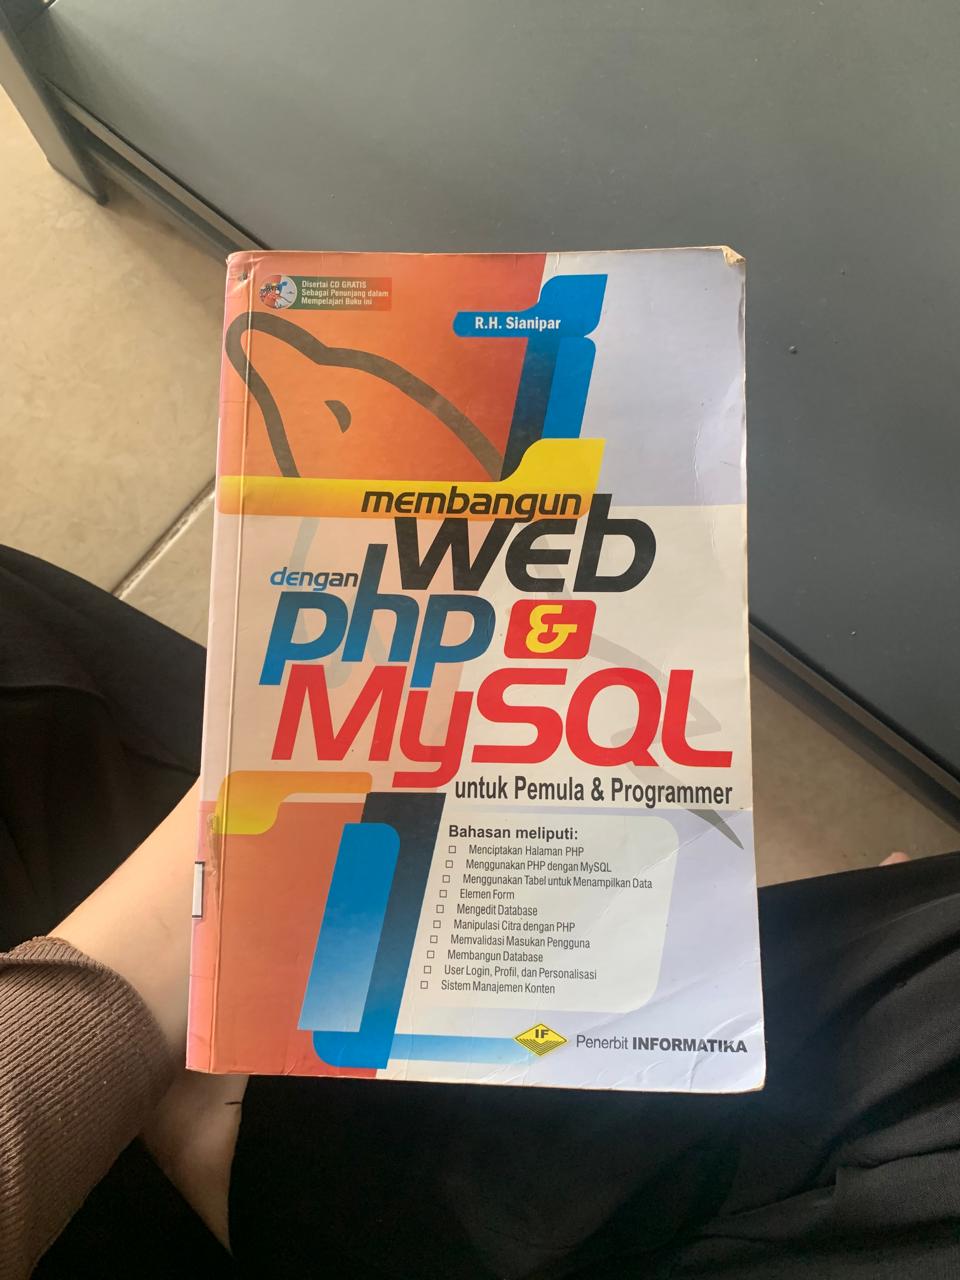 Disertai CD GRATIS
Sebagai Penunjang dalam
Mempelajari Buku ini
R.H. Sianipar
membangun
web
dengan
php &
MySQL
untuk Pemula & Programmer
Bahasan meliputi:
Menciptakan Halaman PHP
Menggunakan PHP dengan MySQL
Menggunakan Tabel untuk Menampilkan Data
Elemen Form
Mengedit Database
Manipulasi Citra dengan PHP
Memvalidasi Masukan Pengguna
Membangun Database
User Login, Profil, dan Personalisasi
Sistem Manajemen Konten
IF
Penerbit INFORMATIKA